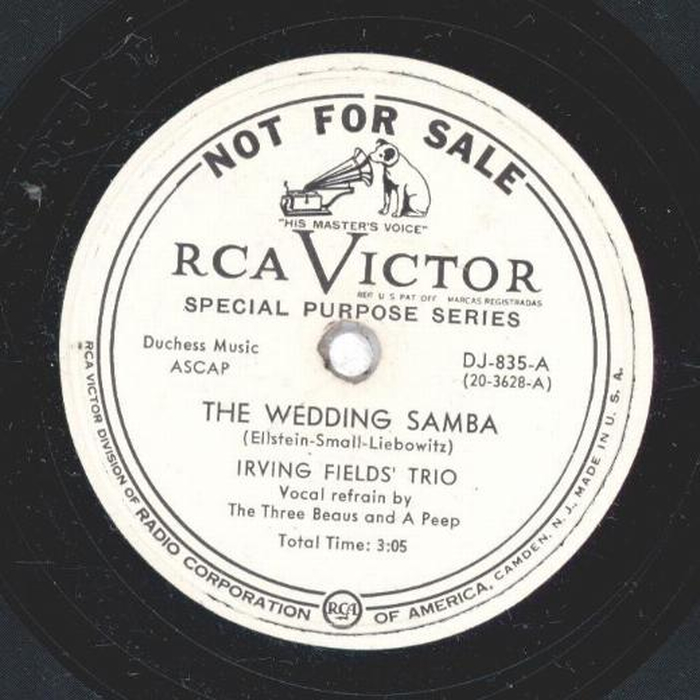 NOT FOR SALE
"HIS MASTER'S VOICE"
RCA VICTOR
REG U S PAT OFF MARCAS REGISTRADAS
SPECIAL PURPOSE SERIES
Duchess Music
ASCAP
DJ-835-A
(20-3628-A)
THE WEDDING SAMBA
(Ellstein-Small-Liebowitz)
IRVING FIELDS' TRIO
Vocal refrain by
The Three Beaus and A Peep
Total Time: 3:05
RCA VICTOR DIVISION OF RADIO CORPORATION RCA OF AMERICA, CAMDEN, N. J., MADE IN U. S. A.